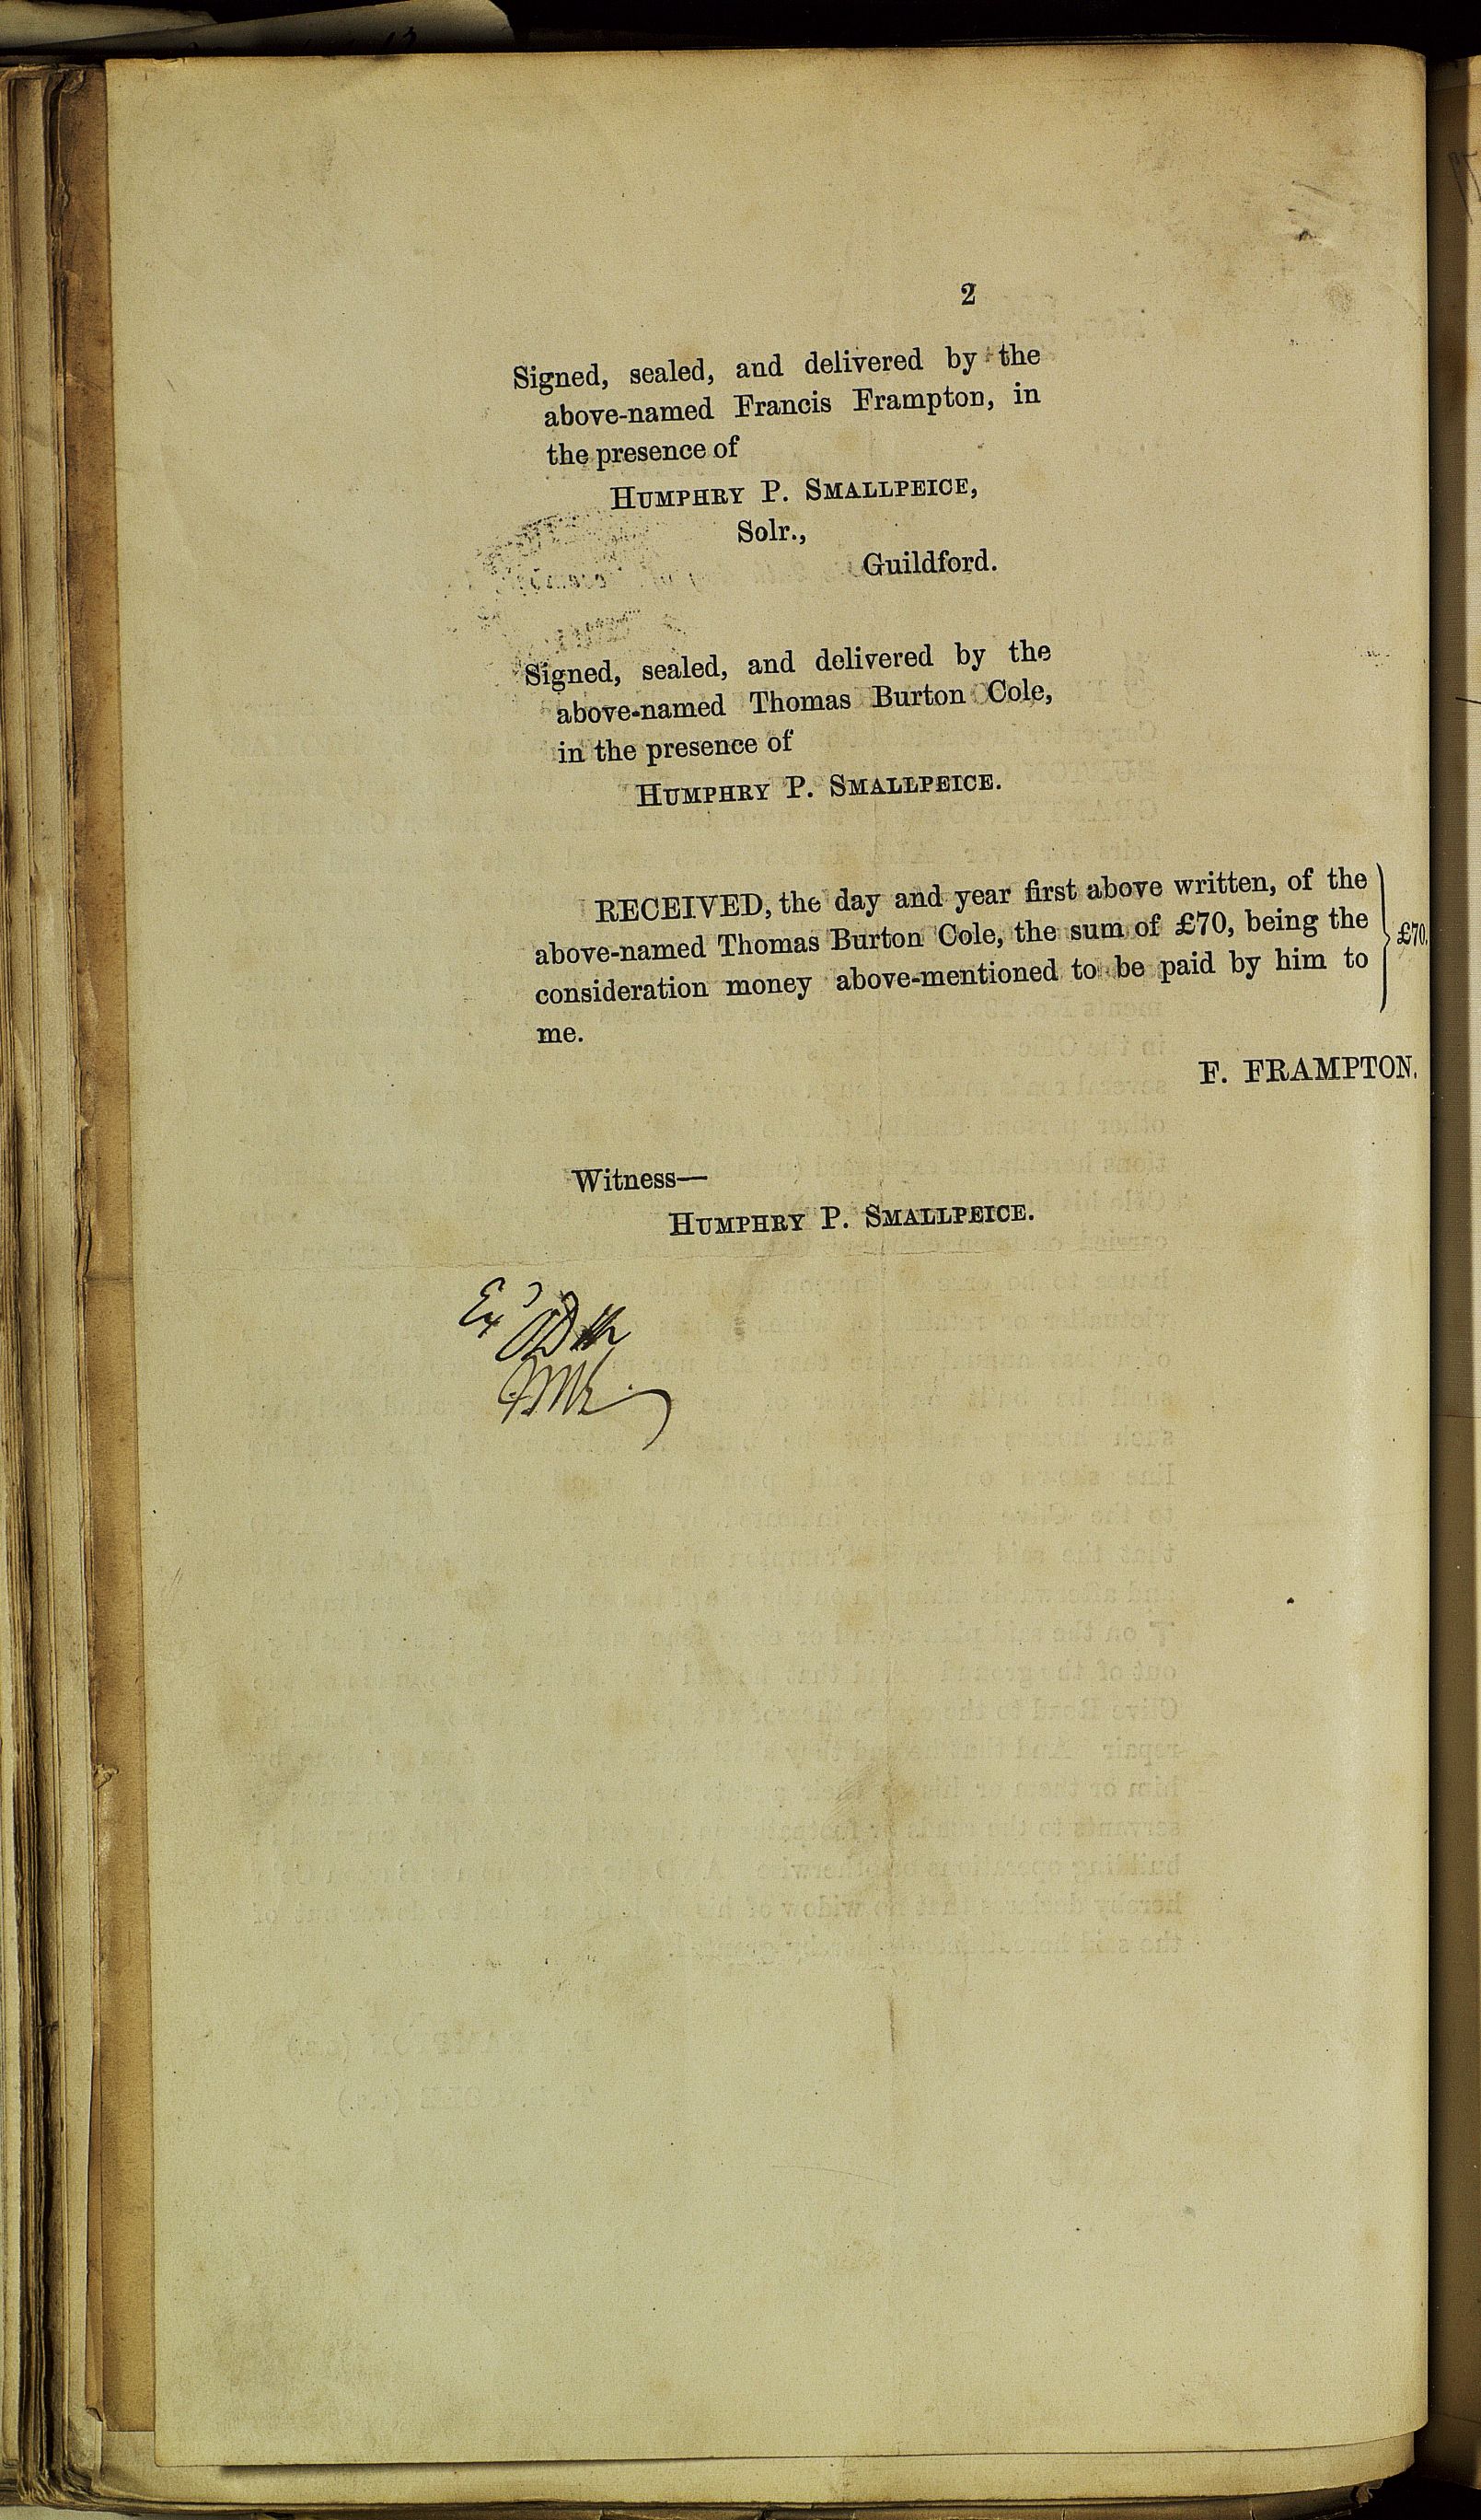 2
Signed, sealed, and delivered by the
above-named Francis Frampton, in
the presence of
HUMPHRY P. SMALLPEICE,
Solr.,
Guildford.
Signed, sealed, and delivered by the
above-named Thomas Burton Cole,
in the presence of
HUMPHRY P. SMALLPEICE.
RECEIVED, the day and year first above written, of the
above-named Thomas Burton Cole, the sum of £70, being the
consideration money above-mentioned to be paid by him to
me.
£70.
F. FRAMPTON.
Witness—
HUMPHRY P. SMALLPEICE.
Exd